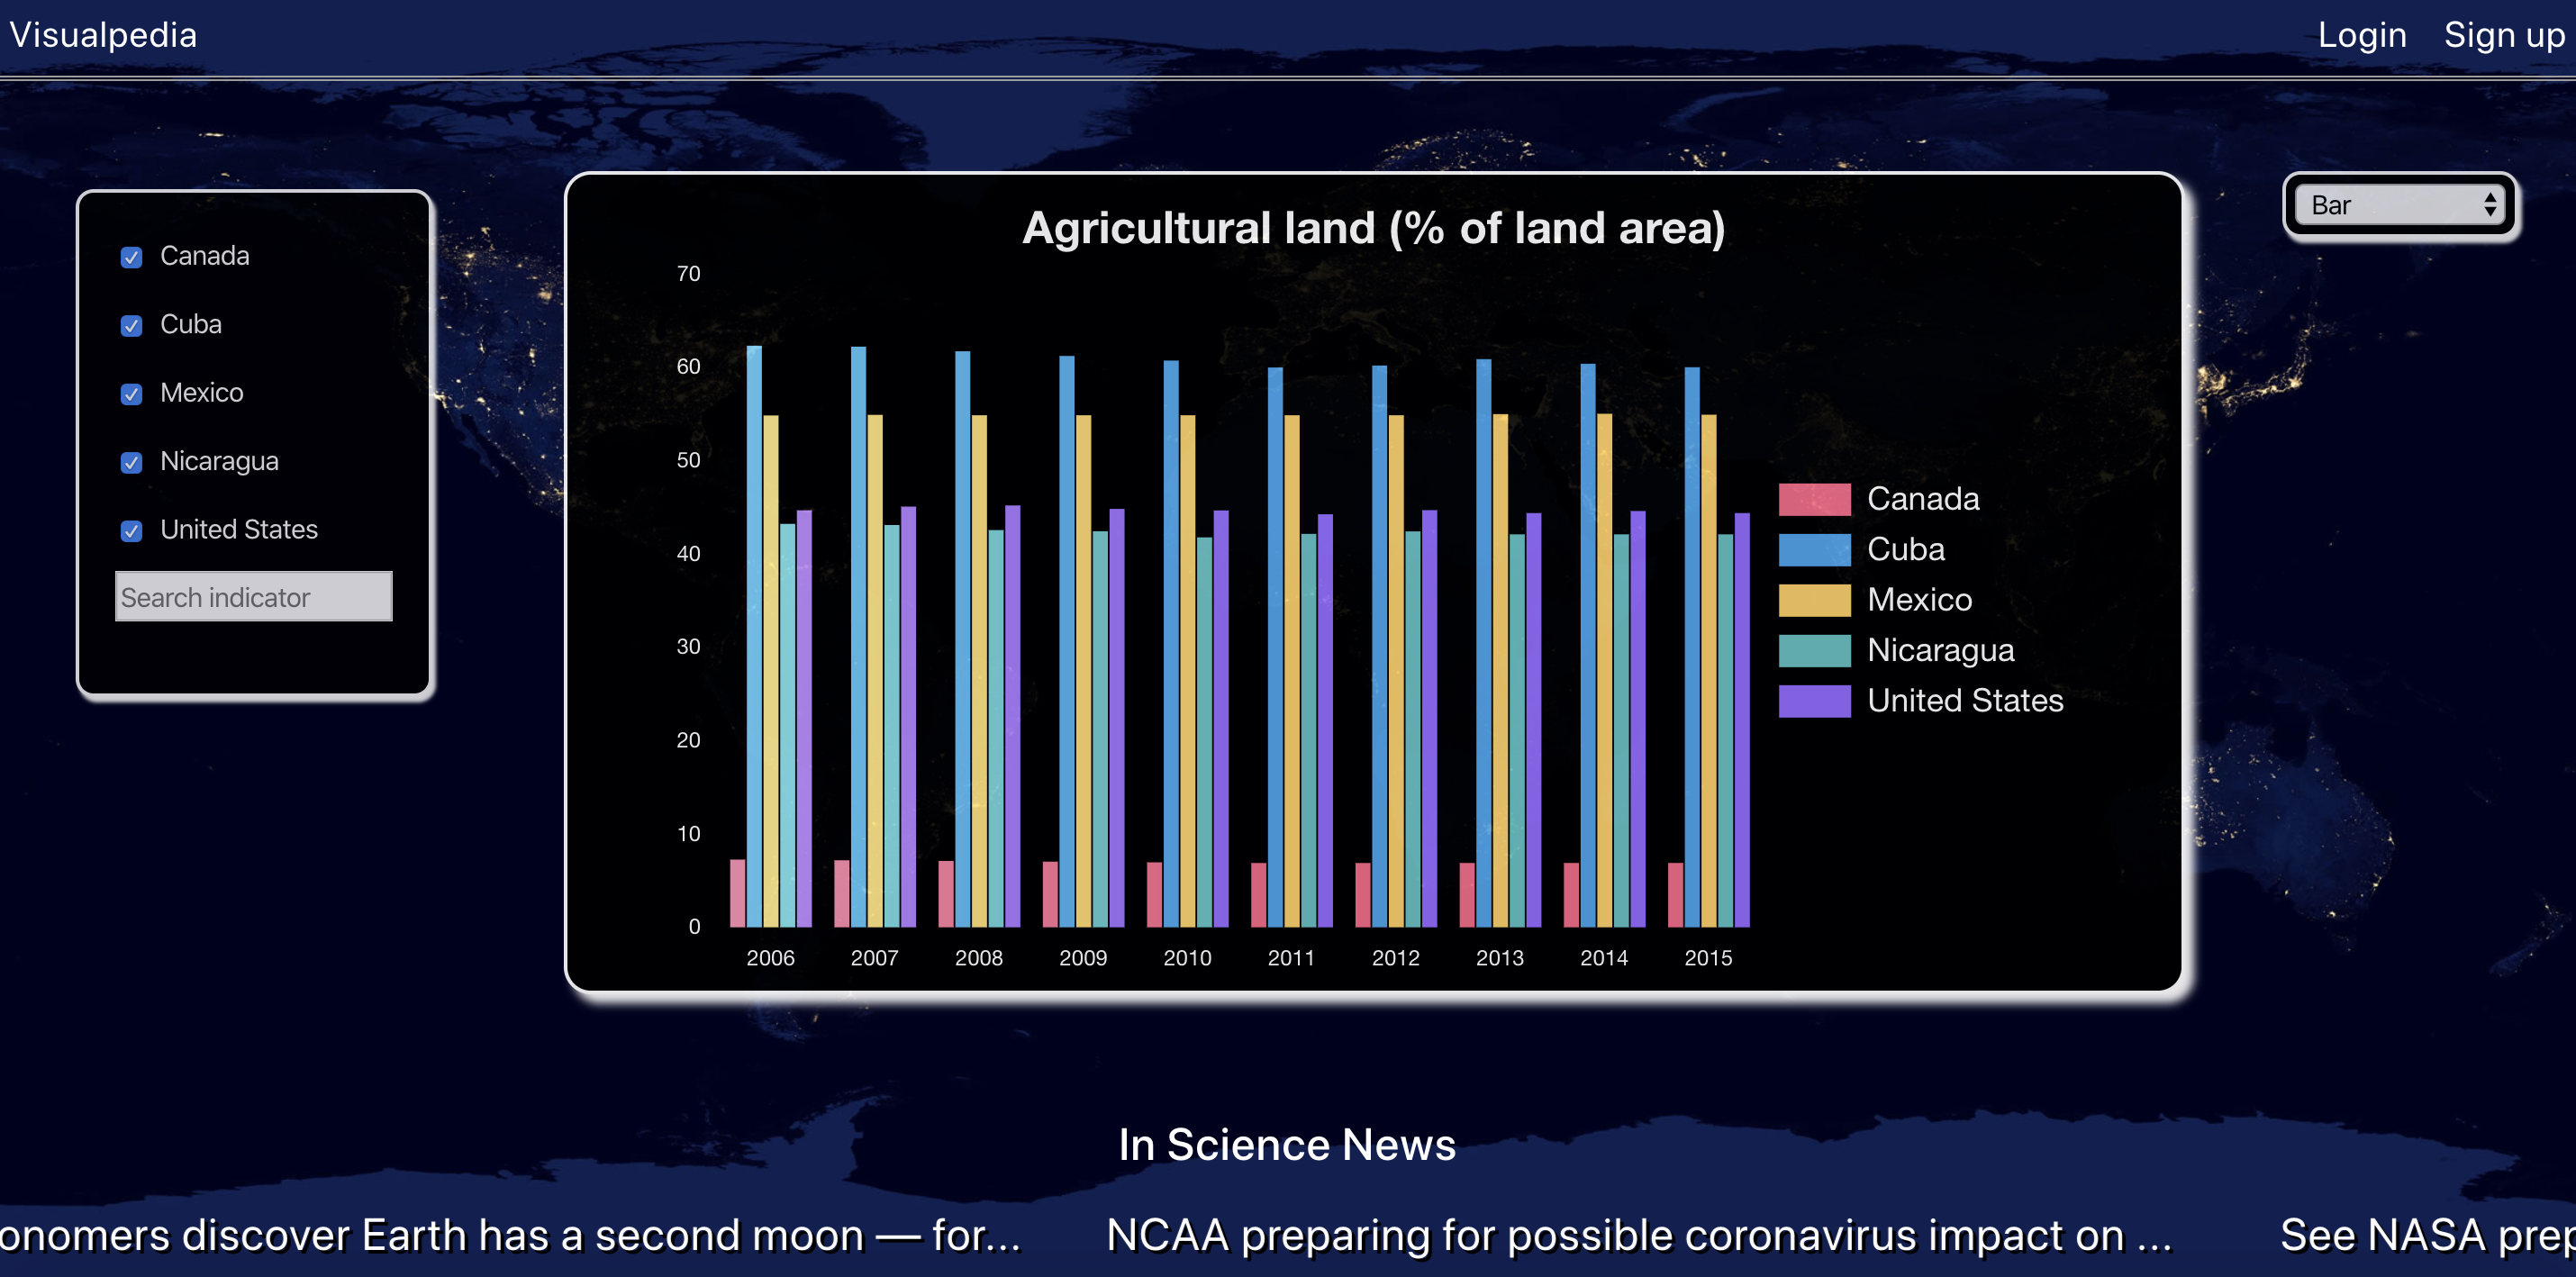 Visualpedia
Login
Sign up
Canada
Cuba
Mexico
Nicaragua
United States
Search indicator
Agricultural land (% of land area)
70
60
50
40
30
20
10
0
2006 2007 2008 2009 2010 2011 2012 2013 2014 2015
Canada
Cuba
Mexico
Nicaragua
United States
Bar
In Science News
onomers discover Earth has a second moon — for... NCAA preparing for possible coronavirus impact on ... See NASA prep